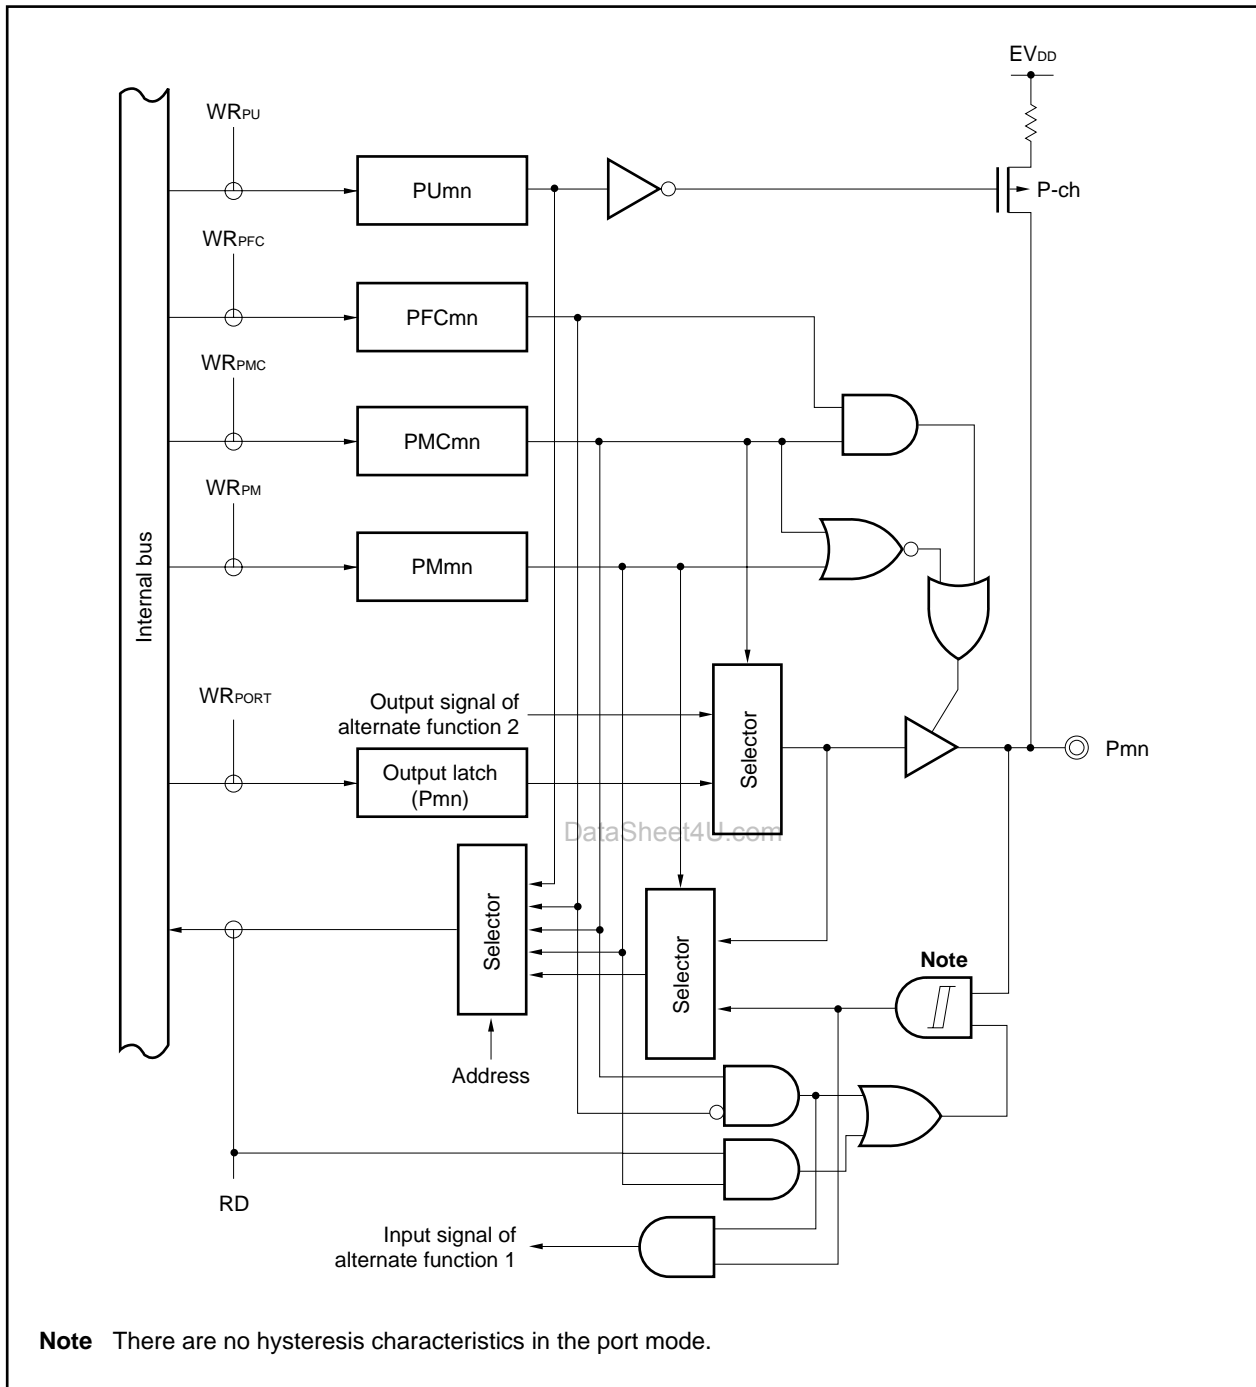 EVDD
WRPU
PUmn
P-ch
WRPFC
PFCmn
WRPMC
PMCmn
WRPM
PMmn
Internal bus
WRPORT
Output signal of
alternate function 2
Selector
Pmn
Output latch
(Pmn)
DataSheet4U.com
Selector
Selector
Note
Address
RD
Input signal of
alternate function 1
Note There are no hysteresis characteristics in the port mode.